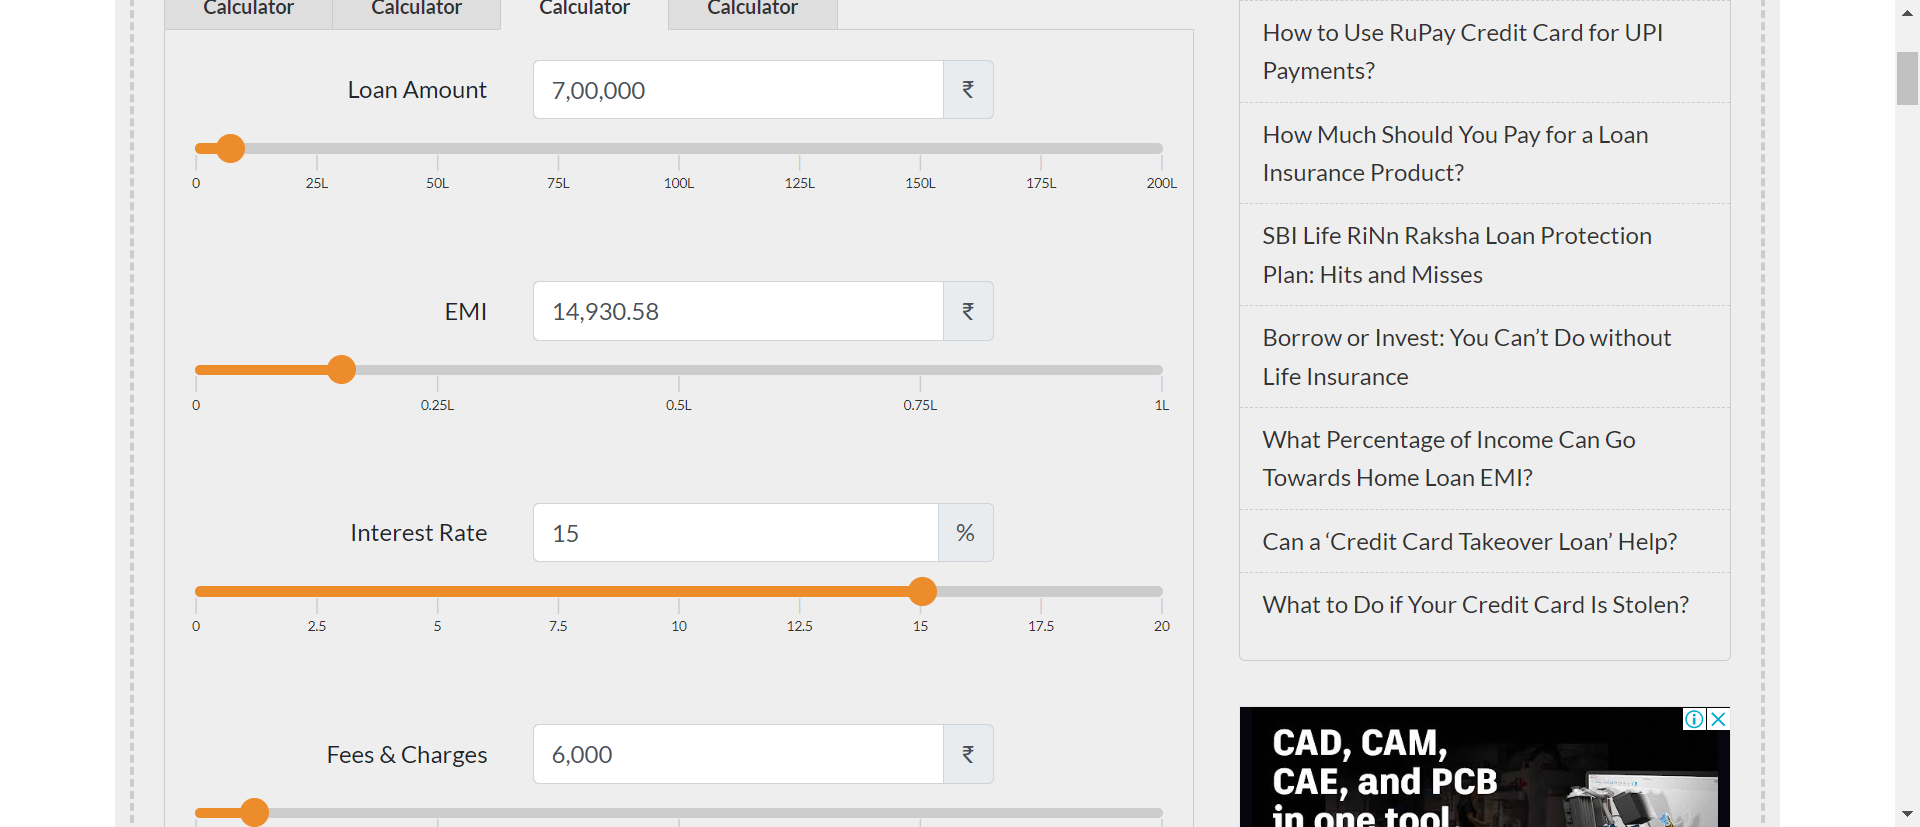 Calculator
Calculator
Calculator
Calculator
Loan Amount
7,00,000
₹
0
25L
50L
75L
100L
125L
150L
175L
200L
EMI
14,930.58
₹
0
0.25L
0.5L
0.75L
1L
Interest Rate
15
%
0
2.5
5
7.5
10
12.5
15
17.5
20
Fees & Charges
6,000
₹
How to Use RuPay Credit Card for UPI
Payments?
How Much Should You Pay for a Loan
Insurance Product?
SBI Life RiNn Raksha Loan Protection
Plan: Hits and Misses
Borrow or Invest: You Can’t Do without
Life Insurance
What Percentage of Income Can Go
Towards Home Loan EMI?
Can a ‘Credit Card Takeover Loan’ Help?
What to Do if Your Credit Card Is Stolen?
CAD, CAM,
CAE, and PCB
in one tool.